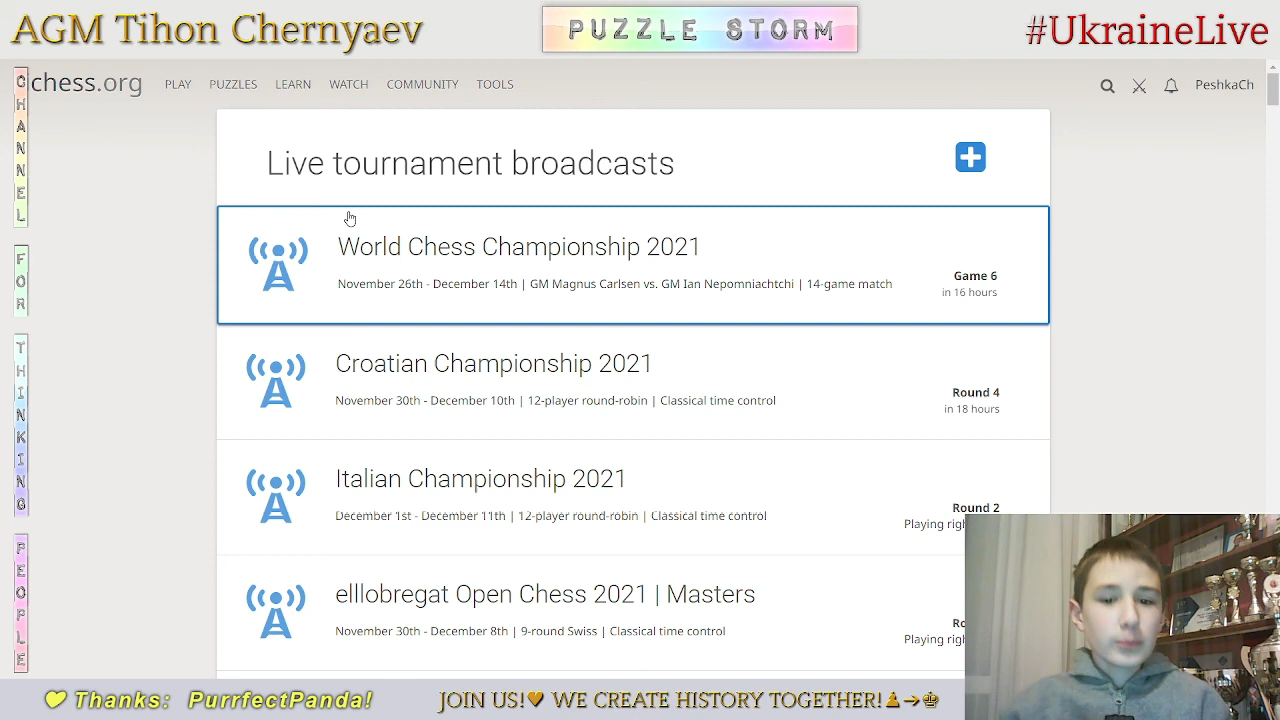 AGM Tihon Chernyaev
PUZZLE STORM
#UkraineLive
chess.org
PLAY
PUZZLES
LEARN
WATCH
COMMUNITY
TOOLS
PeshkaCh
CHANNEL
FOR
THINKING
PEOPLE
Live tournament broadcasts
World Chess Championship 2021
November 26th - December 14th | GM Magnus Carlsen vs. GM Ian Nepomniachtchi | 14-game match
Game 6
in 16 hours
Croatian Championship 2021
November 30th - December 10th | 12-player round-robin | Classical time control
Round 4
in 18 hours
Italian Championship 2021
December 1st - December 11th | 12-player round-robin | Classical time control
Round 2
Playing righ
elllobregat Open Chess 2021 | Masters
November 30th - December 8th | 9-round Swiss | Classical time control
Ro
Playing righ
Thanks: PurrfectPanda!
JOIN US!🧡 WE CREATE HISTORY TOGETHER!♟→♚